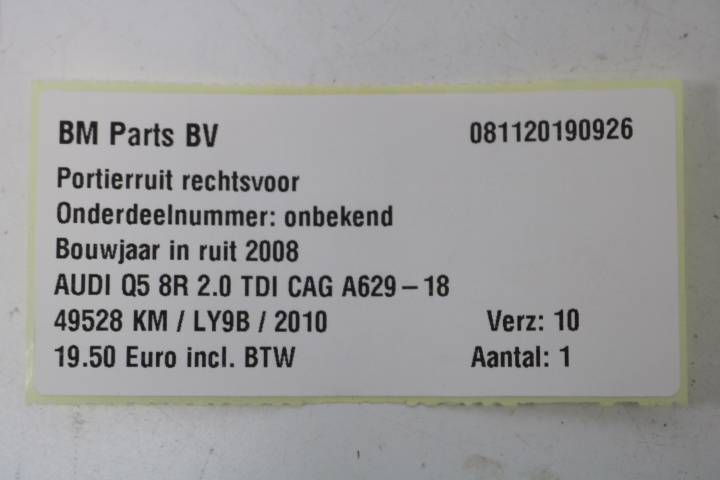 BM Parts BV 081120190926
Portierruit rechtsvoor
Onderdeelnummer: onbekend
Bouwjaar in ruit 2008
AUDI Q5 8R 2.0 TDI CAG A629-18
49528 KM / LY9B / 2010 Verz: 10
19.50 Euro incl. BTW Aantal: 1